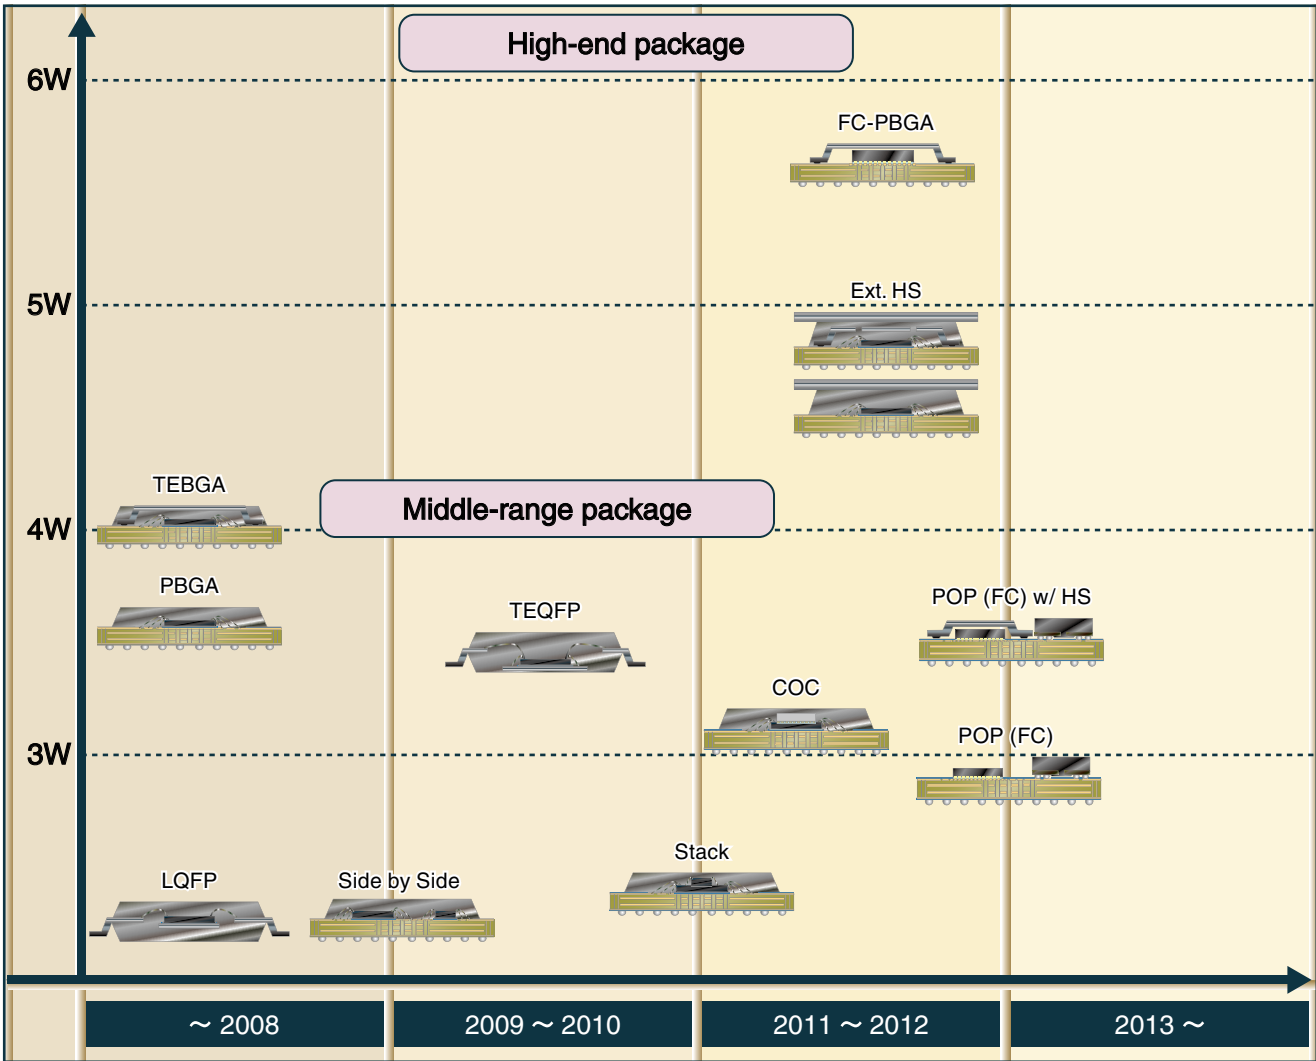 High-end package
6W
FC-PBGA
5W
Ext. HS
TEBGA
Middle-range package
4W
PBGA
TEQFP
POP (FC) w/ HS
COC
3W
POP (FC)
Stack
LQFP
Side by Side
～ 2008
2009 ～ 2010
2011 ～ 2012
2013 ～